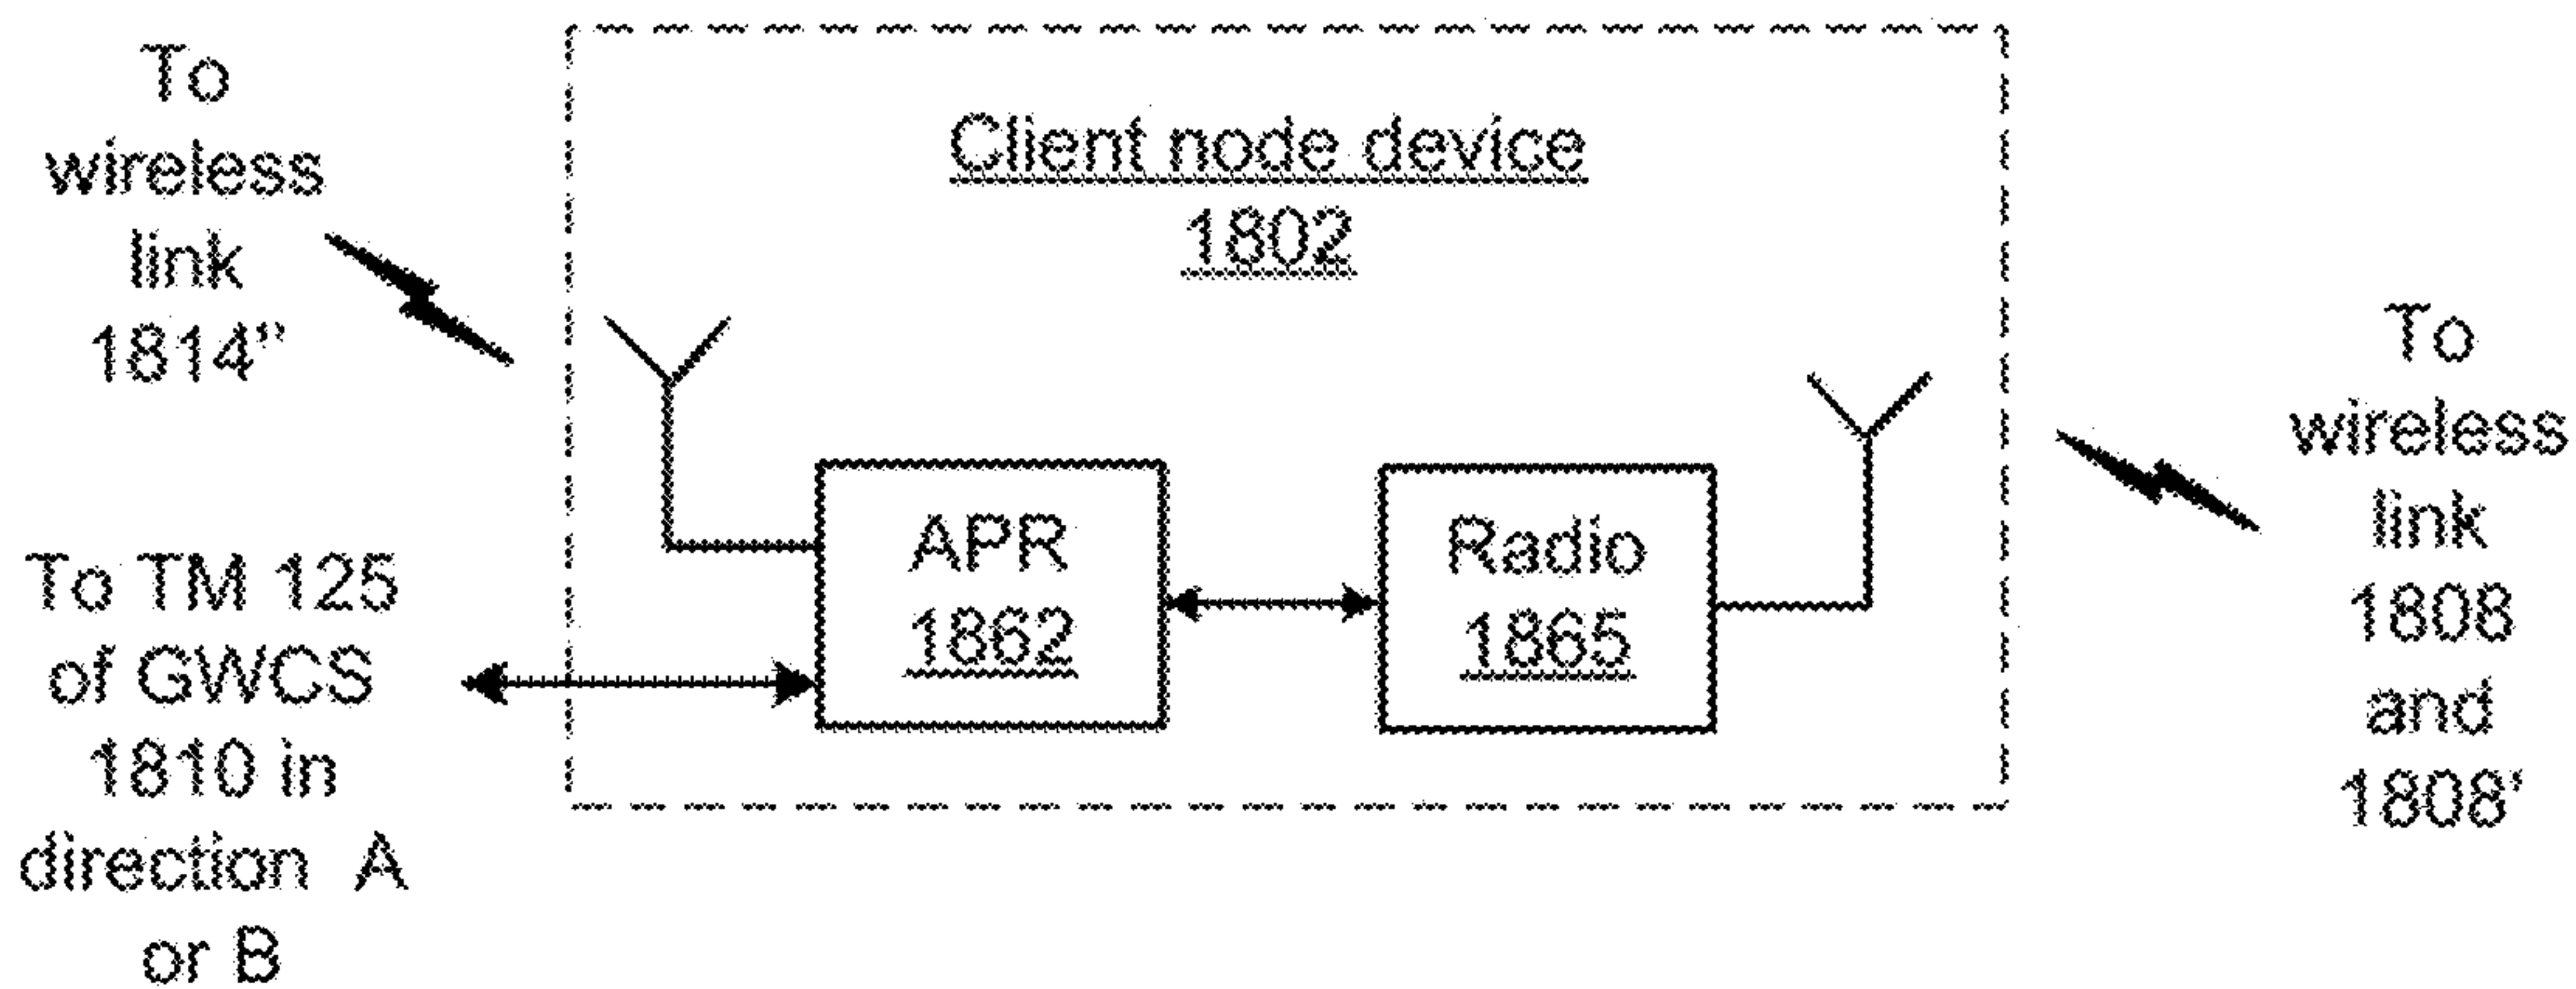 To
wireless
link
1814"
To TM 125
of GWCS
1810 in
direction A
or B
Client node device
1802
APR
1862
Radio
1865
To
wireless
link
1808
and
1808'